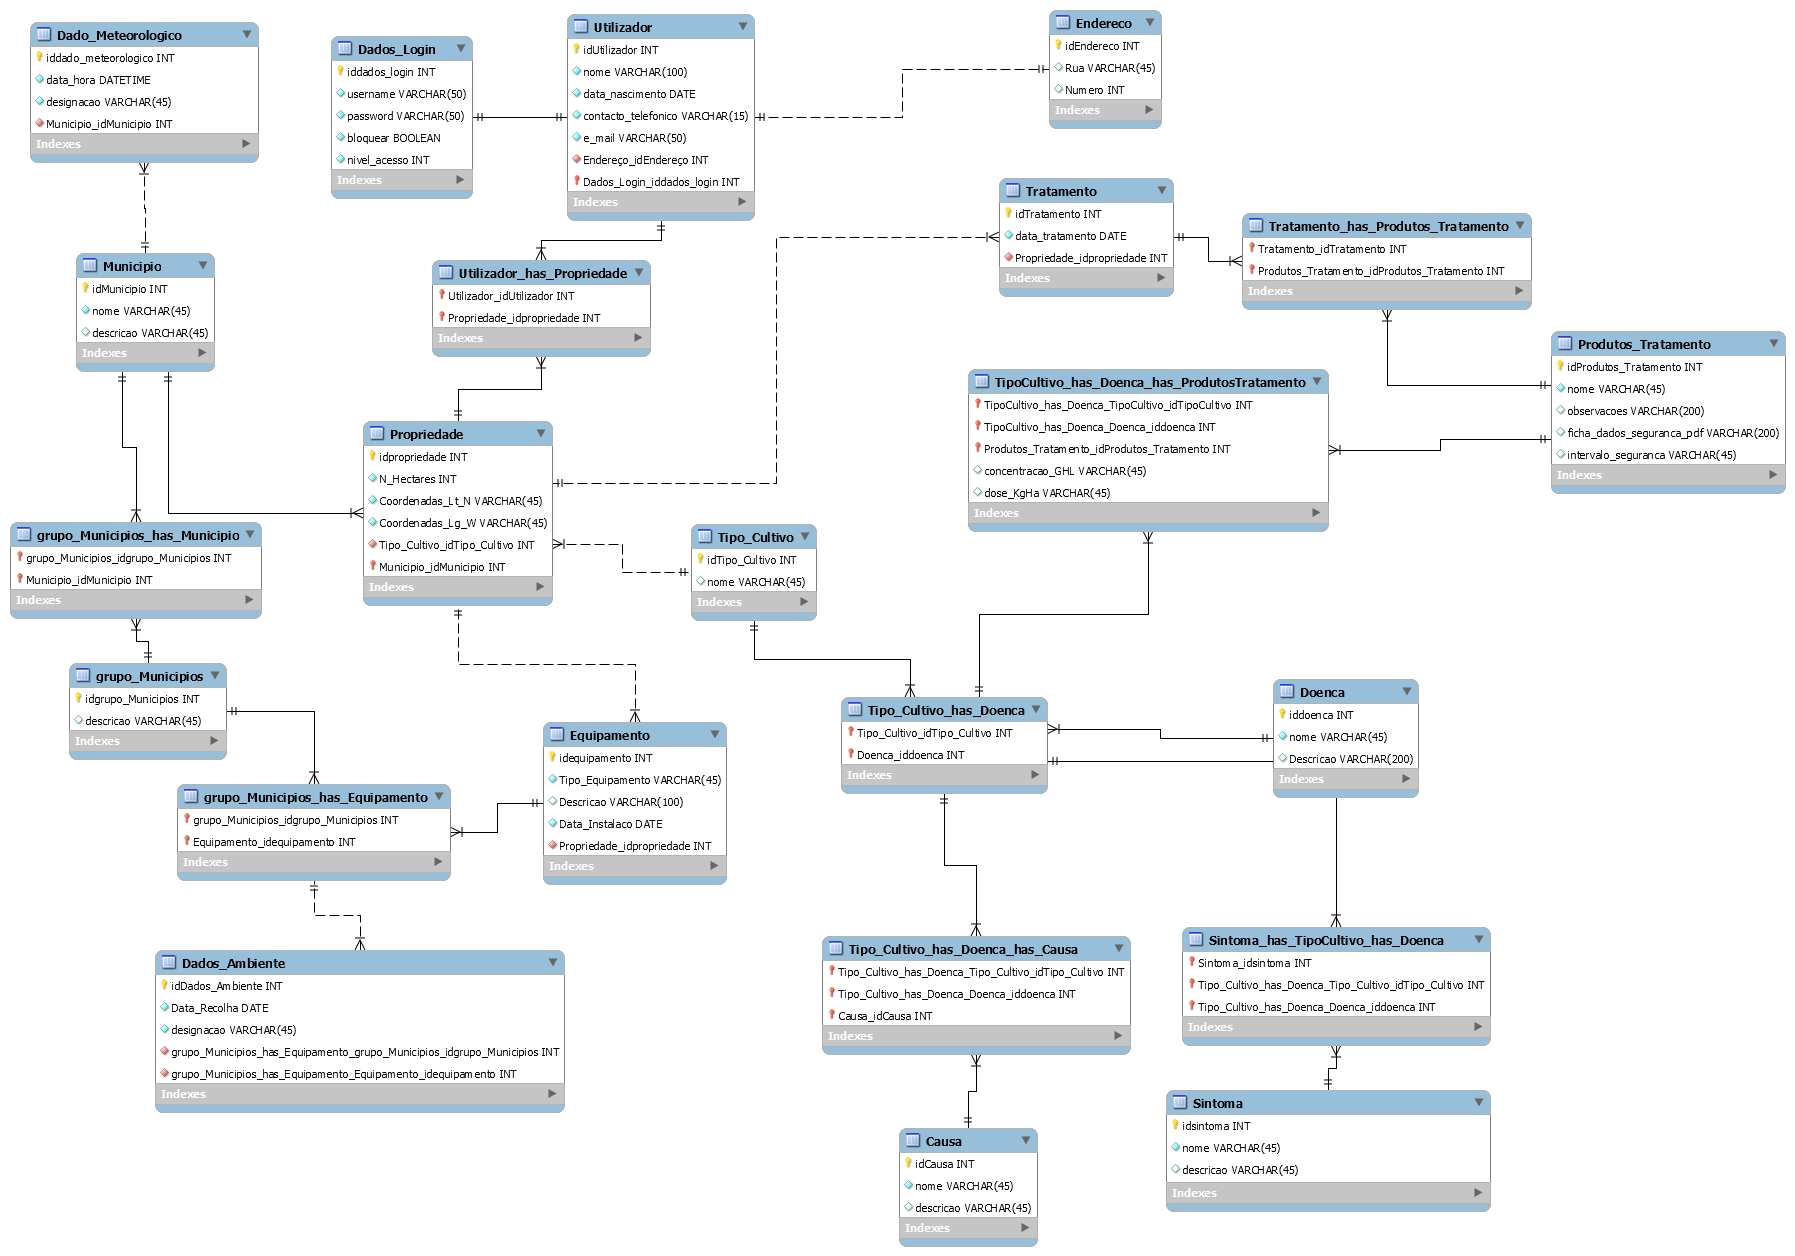 Dado_Meteorologico
iddado_meteorologico INT
data_hora DATETIME
designacao VARCHAR(45)
Municipio_idMunicipio INT
Indexes
Dados_Login
iddados_login INT
username VARCHAR(50)
password VARCHAR(50)
bloquear BOOLEAN
nivel_acesso INT
Indexes
Utilizador
idUtilizador INT
nome VARCHAR(100)
data_nascimento DATE
contacto_telefonico VARCHAR(15)
e_mail VARCHAR(50)
Endereço_idEndereço INT
Dados_Login_iddados_login INT
Indexes
Endereco
idEndereco INT
Rua VARCHAR(45)
Numero INT
Indexes
Tratamento
idTratamento INT
data_tratamento DATE
Propriedade_idpropriedade INT
Indexes
Tratamento_has_Produtos_Tratamento
Tratamento_idTratamento INT
Produtos_Tratamento_idProdutos_Tratamento INT
Indexes
Municipio
idMunicipio INT
nome VARCHAR(45)
descricao VARCHAR(45)
Indexes
Utilizador_has_Propriedade
Utilizador_idUtilizador INT
Propriedade_idpropriedade INT
Indexes
Produtos_Tratamento
idProdutos_Tratamento INT
nome VARCHAR(45)
observacoes VARCHAR(200)
ficha_dados_seguranca_pdf VARCHAR(200)
intervalo_seguranca VARCHAR(45)
Indexes
TipoCultivo_has_Doenca_has_ProdutosTratamento
TipoCultivo_has_Doenca_TipoCultivo_idTipoCultivo INT
TipoCultivo_has_Doenca_Doenca_iddoenca INT
Produtos_Tratamento_idProdutos_Tratamento INT
concentracao_GHL VARCHAR(45)
dose_KgHa VARCHAR(45)
Indexes
Propriedade
idpropriedade INT
N_Hectares INT
Coordenadas_Lt_N VARCHAR(45)
Coordenadas_Lg_W VARCHAR(45)
Tipo_Cultivo_idTipo_Cultivo INT
Municipio_idMunicipio INT
Indexes
grupo_Municipios_has_Municipio
grupo_Municipios_idgrupo_Municipios INT
Municipio_idMunicipio INT
Indexes
Tipo_Cultivo
idTipo_Cultivo INT
nome VARCHAR(45)
Indexes
grupo_Municipios
idgrupo_Municipios INT
descricao VARCHAR(45)
Indexes
Tipo_Cultivo_has_Doenca
Tipo_Cultivo_idTipo_Cultivo INT
Doenca_iddoenca INT
Indexes
Doenca
iddoenca INT
nome VARCHAR(45)
Descricao VARCHAR(200)
Indexes
Equipamento
idequipamento INT
Tipo_Equipamento VARCHAR(45)
Descricao VARCHAR(100)
Data_Instalaco DATE
Propriedade_idpropriedade INT
Indexes
grupo_Municipios_has_Equipamento
grupo_Municipios_idgrupo_Municipios INT
Equipamento_idequipamento INT
Indexes
Dados_Ambiente
idDados_Ambiente INT
Data_Recolha DATE
designacao VARCHAR(45)
grupo_Municipios_has_Equipamento_grupo_Municipios_idgrupo_Municipios INT
grupo_Municipios_has_Equipamento_Equipamento_idequipamento INT
Indexes
Tipo_Cultivo_has_Doenca_has_Causa
Tipo_Cultivo_has_Doenca_Tipo_Cultivo_idTipo_Cultivo INT
Tipo_Cultivo_has_Doenca_Doenca_iddoenca INT
Causa_idCausa INT
Indexes
Sintoma_has_TipoCultivo_has_Doenca
Sintoma_idsintoma INT
Tipo_Cultivo_has_Doenca_Tipo_Cultivo_idTipo_Cultivo INT
Tipo_Cultivo_has_Doenca_Doenca_iddoenca INT
Indexes
Sintoma
idsintoma INT
nome VARCHAR(45)
descricao VARCHAR(45)
Indexes
Causa
idCausa INT
nome VARCHAR(45)
descricao VARCHAR(45)
Indexes